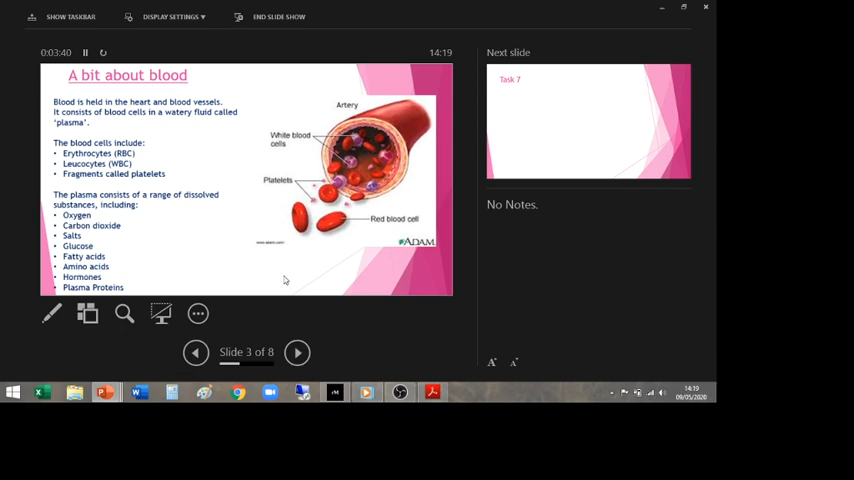 SHOW TASKBAR
DISPLAY SETTINGS ▼
END SLIDE SHOW
0:03:40
14:19
A bit about blood
Blood is held in the heart and blood vessels.
It consists of blood cells in a watery fluid called
‘plasma’.
The blood cells include:
• Erythrocytes (RBC)
• Leucocytes (WBC)
• Fragments called platelets
The plasma consists of a range of dissolved
substances, including:
• Oxygen
• Carbon dioxide
• Salts
• Glucose
• Fatty acids
• Amino acids
• Hormones
• Plasma Proteins
Artery
White blood
cells
Platelets
Red blood cell
ADAM.
Slide 3 of 8
Next slide
Task 7
No Notes.
A
A
14:19
09/05/2020